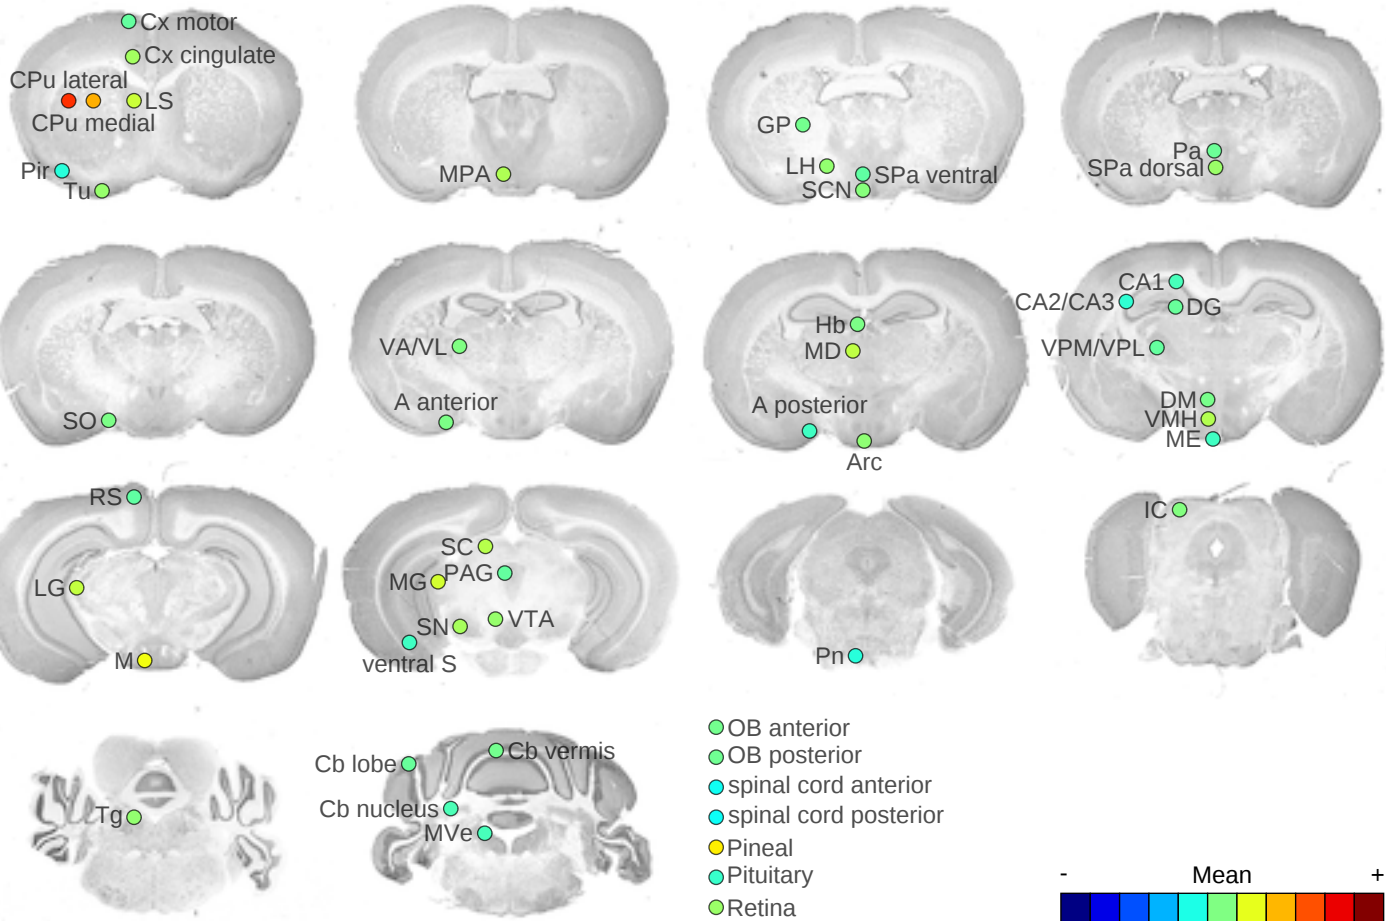 Cx motor
Cx cingulate
CPu lateral
LS
CPu medial
Pir
Tu
MPA
GP
LH
SPa ventral
SCN
Pa
SPa dorsal
SO
VA/VL
A anterior
Hb
MD
A posterior
Arc
CA1
CA2/CA3
DG
VPM/VPL
DM
VMH
ME
RS
LG
M
SC
MG
PAG
SN
VTA
ventral S
Pn
IC
Tg
Cb lobe
Cb vermis
Cb nucleus
MVe
OB anterior
OB posterior
spinal cord anterior
spinal cord posterior
Pineal
Pituitary
Retina
- Mean +